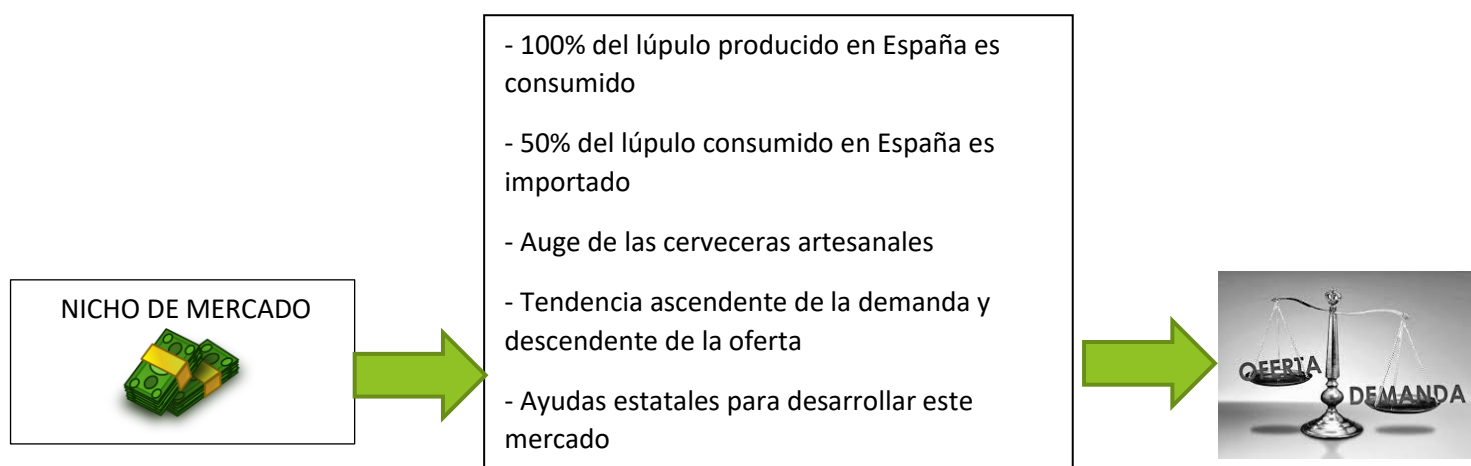 NICHO DE MERCADO
- 100% del lúpulo producido en España es
consumido
- 50% del lúpulo consumido en España es
importado
- Auge de las cerveceras artesanales
- Tendencia ascendente de la demanda y
descendente de la oferta
- Ayudas estatales para desarrollar este
mercado
OFERTA
DEMANDA